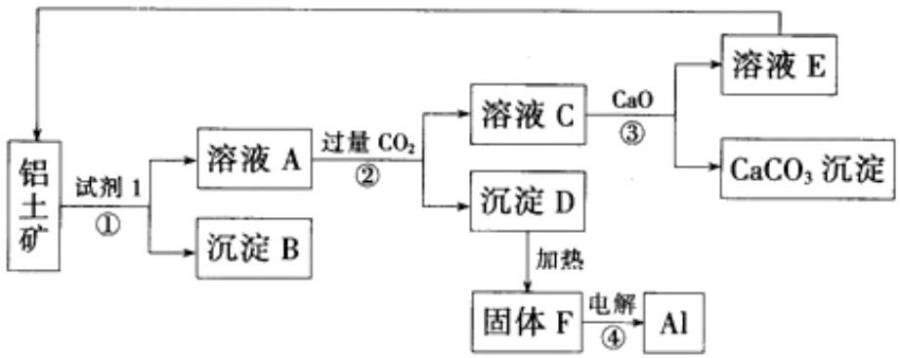 铝土矿
试剂 1
①
溶液 A
沉淀 B
过量 CO₂
②
溶液 C
沉淀 D
CaO
③
溶液 E
CaCO₃ 沉淀
加热
固体 F
电解
④
Al